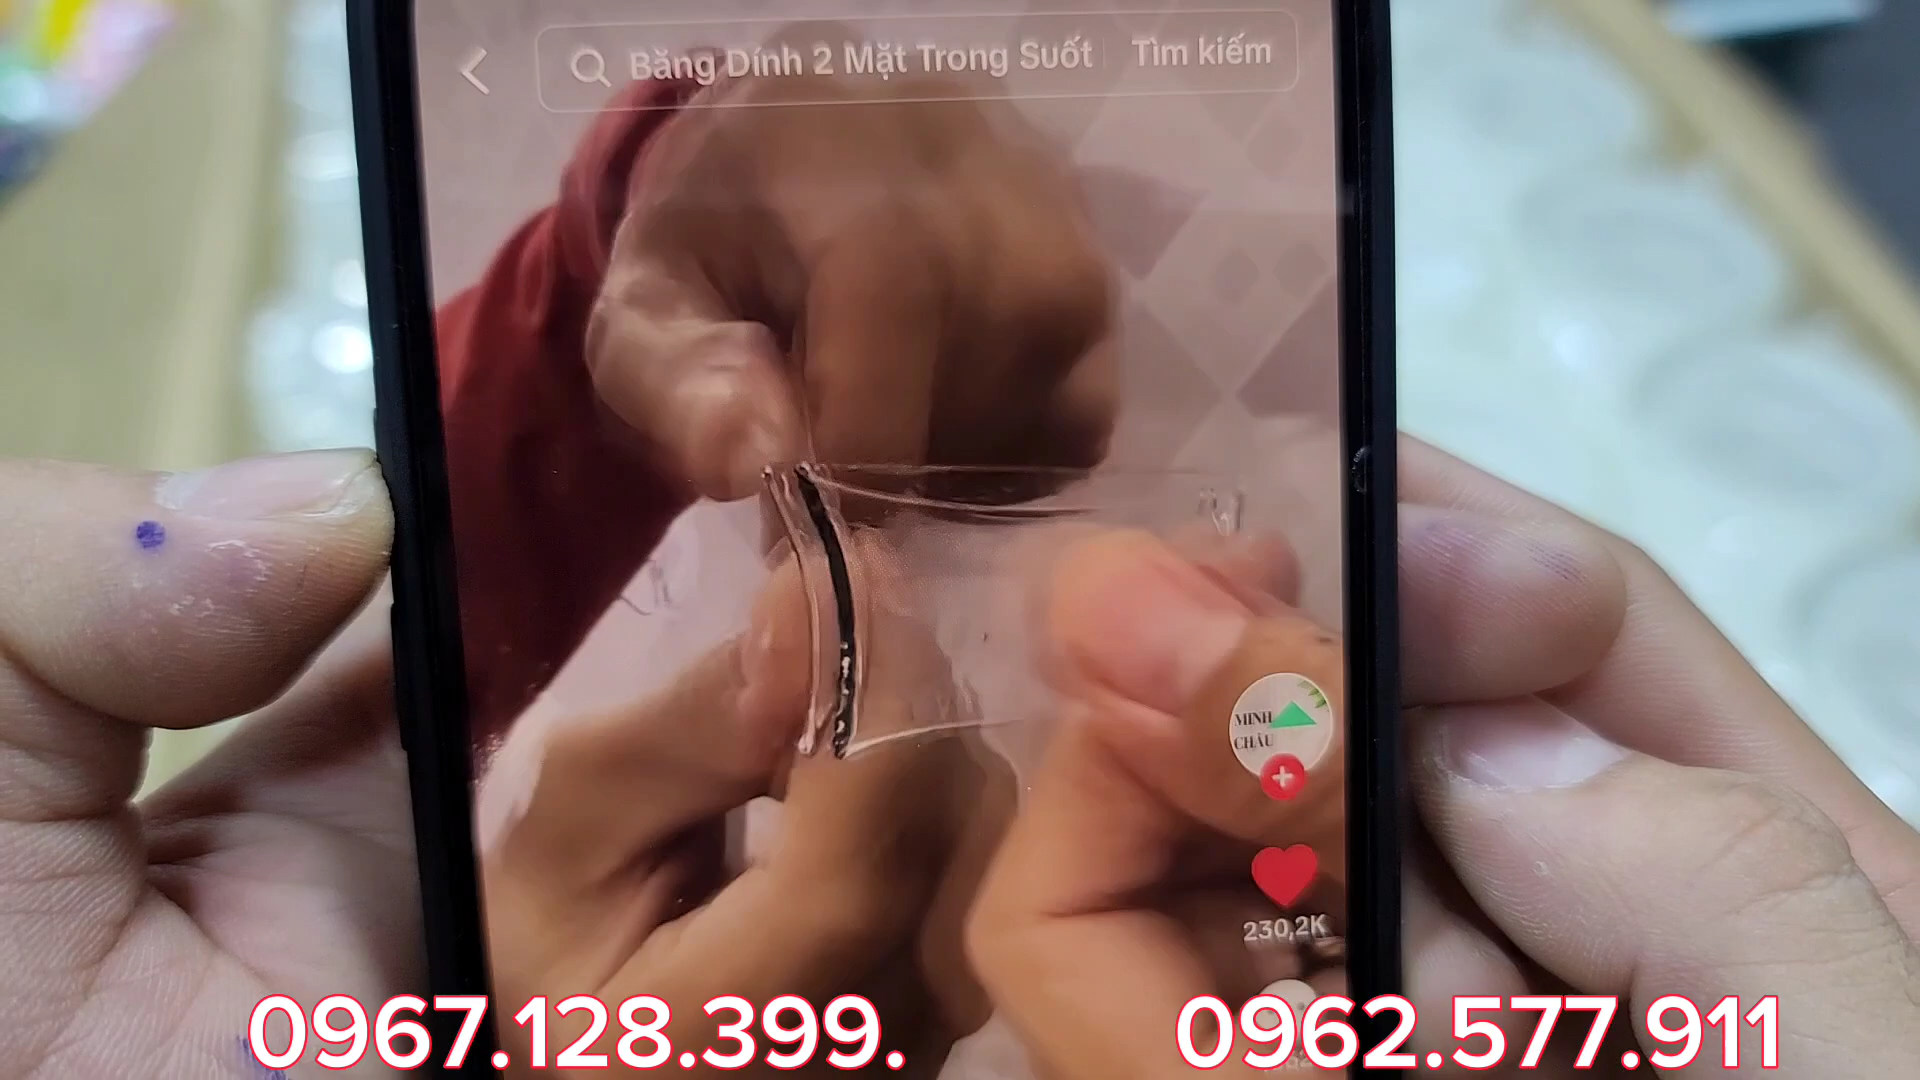 Băng Dính 2 Mặt Trong Suốt
Tìm kiếm
MINH
CHÂU
230,2K
0967.128.399.
0962.577.911